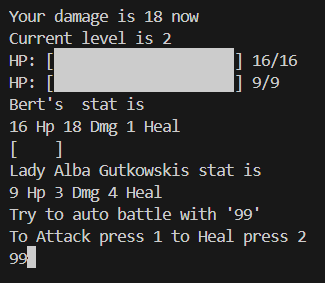 Your damage is 18 now
Current level is 2
HP: [                    ] 16/16
HP: [                    ] 9/9
Bert's  stat is
16 Hp 18 Dmg 1 Heal
[    ]
Lady Alba Gutkowskis stat is
9 Hp 3 Dmg 4 Heal
Try to auto battle with '99'
To Attack press 1 to Heal press 2
99